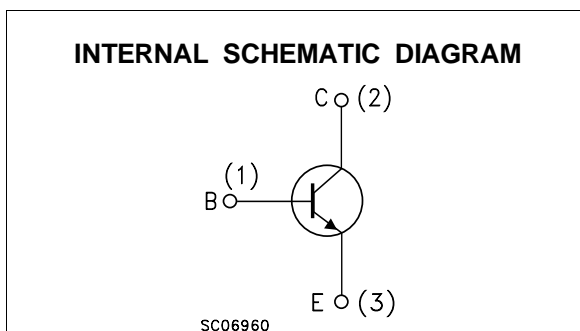 INTERNAL SCHEMATIC DIAGRAM
C (2)
(1)
B
E (3)
SC06960